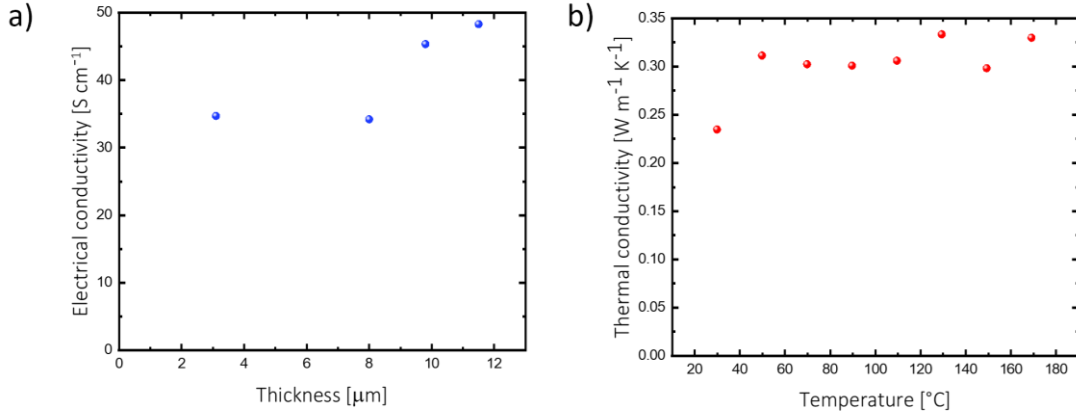 a)
Electrical conductivity [S cm⁻¹]
50
40
30
20
10
0
0 2 4 6 8 10 12
Thickness [μm]
b)
Thermal conductivity [W m⁻¹ K⁻¹]
0.35
0.30
0.25
0.20
0.15
0.10
0.05
0.00
20 40 60 80 100 120 140 160 180
Temperature [°C]